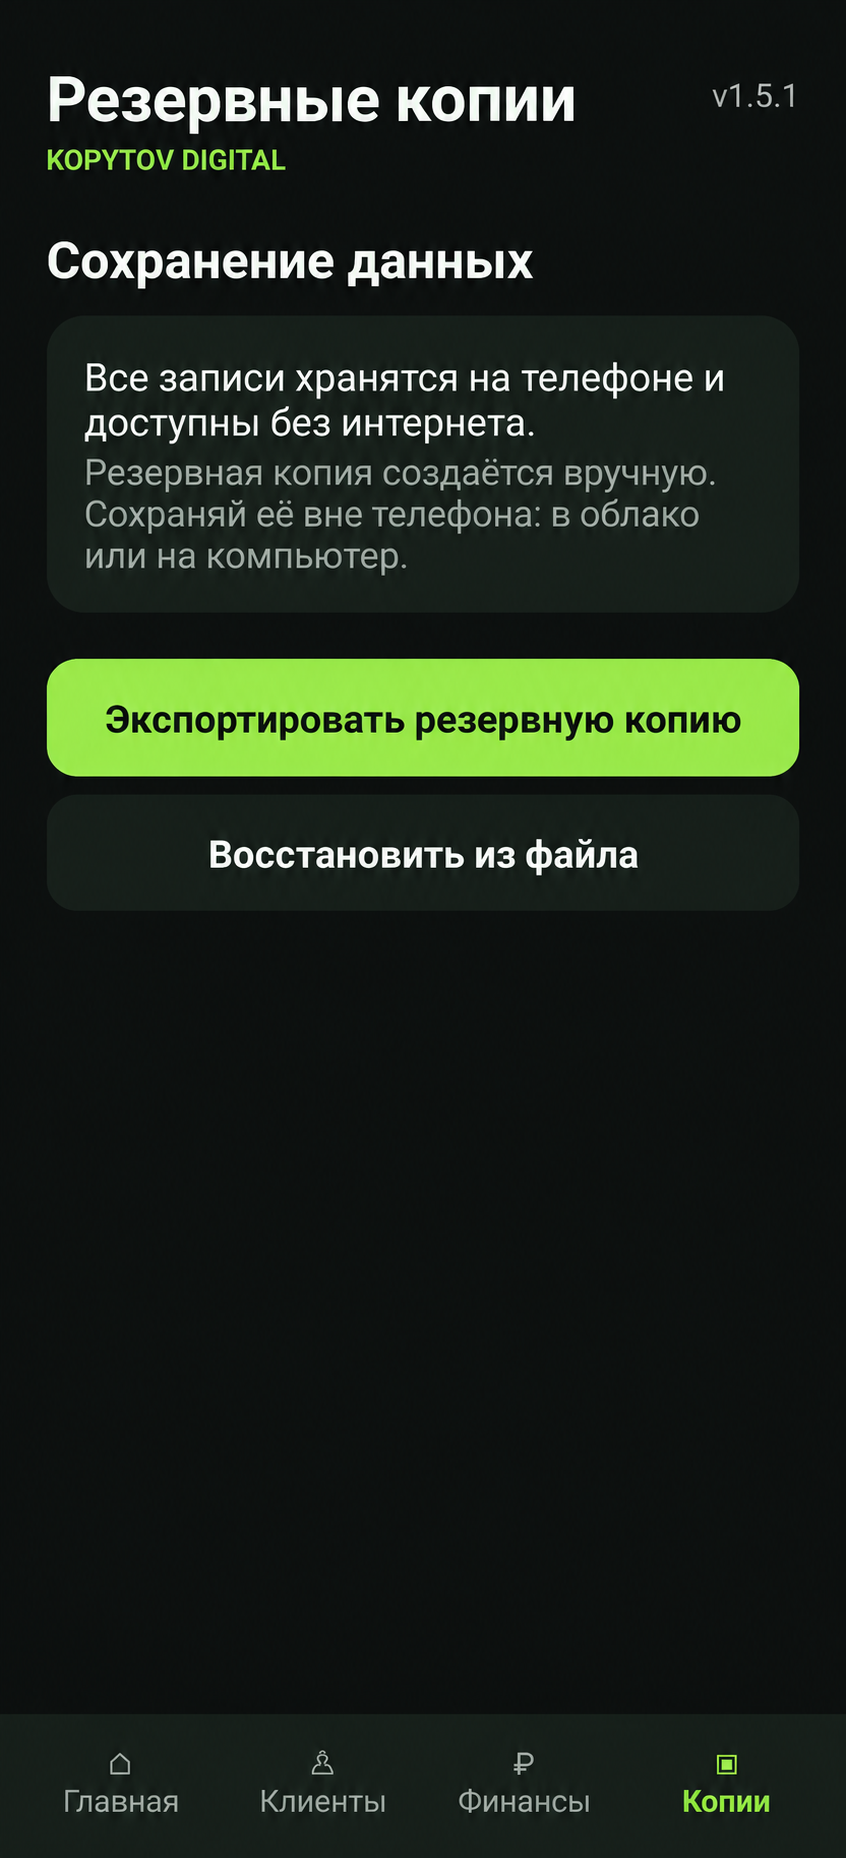 Резервные копии
v1.5.1
KOPYTOV DIGITAL
Сохранение данных
Все записи хранятся на телефоне и
доступны без интернета.
Резервная копия создаётся вручную.
Сохраняй её вне телефона: в облако
или на компьютер.
Экспортировать резервную копию
Восстановить из файла
Главная
Клиенты
₽
Финансы
Копии